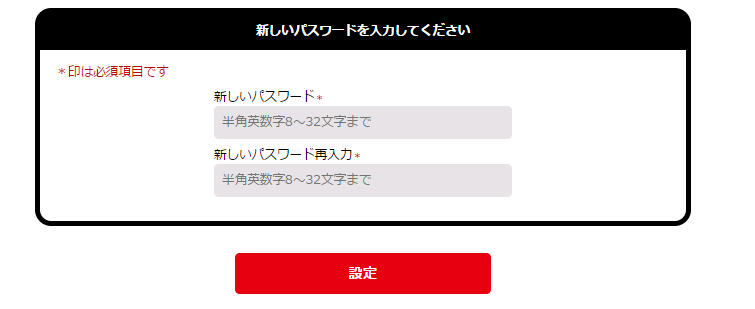 新しいパスワードを入力してください
*印は必須項目です
新しいパスワード*
半角英数字8～32文字まで
新しいパスワード再入力*
半角英数字8～32文字まで
設定